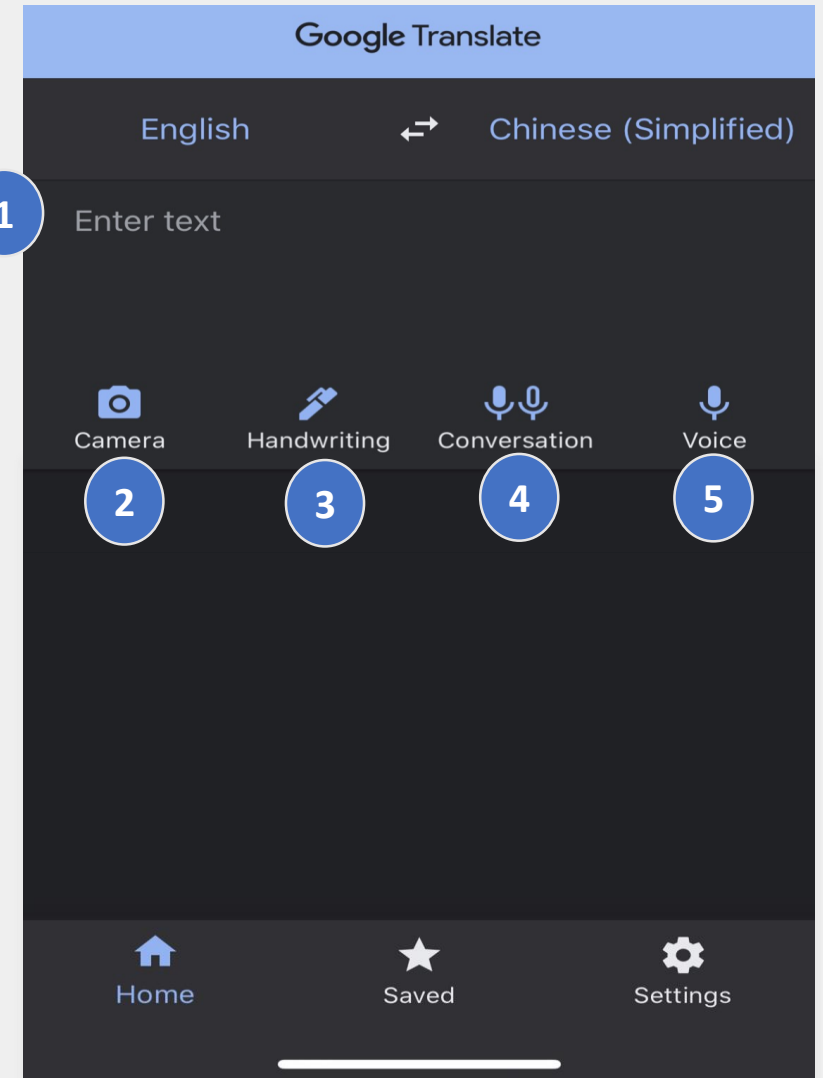 Google Translate
English Chinese (Simplified)
1 Enter text
Camera Handwriting Conversation Voice
2 3 4 5
Home Saved Settings